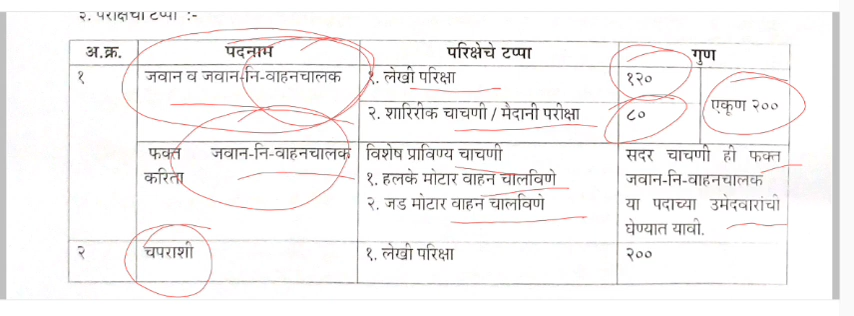 २. परिक्षेचा टप्पा :-
अ.क्र. पदनाम परिक्षेचे टप्पा गुण
१ जवान व जवान-नि-वाहनचालक १. लेखी परिक्षा १२०
२. शारिरीक चाचणी / मैदानी परीक्षा ८० एकूण २००
फक्त जवान-नि-वाहनचालक विशेष प्राविण्य चाचणी सदर चाचणी ही फक्त
करिता १. हलके मोटार वाहन चालविणे जवान-नि-वाहनचालक
२. जड मोटार वाहन चालविणे या पदाच्या उमेदवारांची
घेण्यात यावी.
२ चपराशी १. लेखी परिक्षा २००